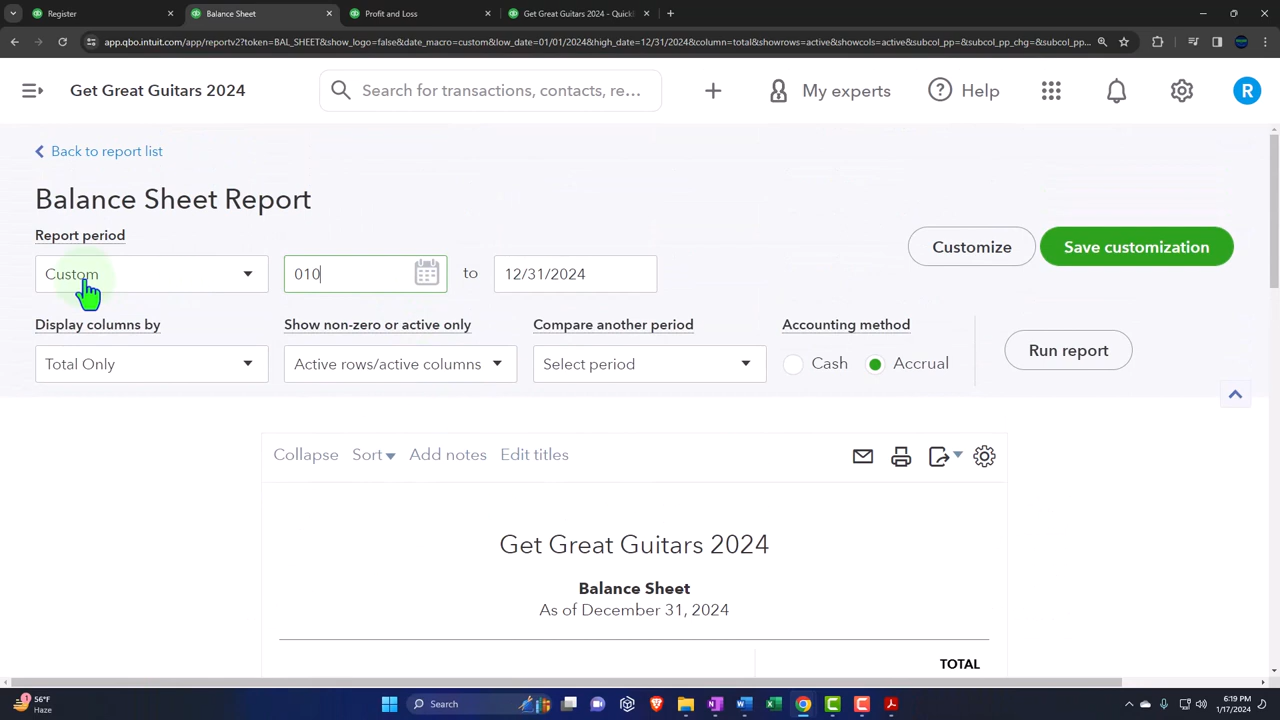 Register
Balance Sheet
Profit and Loss
Get Great Guitars 2024 - Quick
app.qbo.intuit.com/app/reportv2?token=BAL_SHEET&show_logo=false&date_macro=custom&low_date=01/01/2024&high_date=12/31/2024&column=total&showrows=active&showcols=active&subcol_pp=&subcol_pp_chg=&subcol_pp...
Get Great Guitars 2024
Search for transactions, contacts, re...
My experts
Help
R
Back to report list
Balance Sheet Report
Report period
Custom
010
to
12/31/2024
Customize
Save customization
Display columns by
Show non-zero or active only
Compare another period
Accounting method
Total Only
Active rows/active columns
Select period
Cash
Accrual
Run report
Collapse
Sort
Add notes
Edit titles
Get Great Guitars 2024
Balance Sheet
As of December 31, 2024
TOTAL
1
56°F
Haze
Search
6:19 PM
1/17/2024